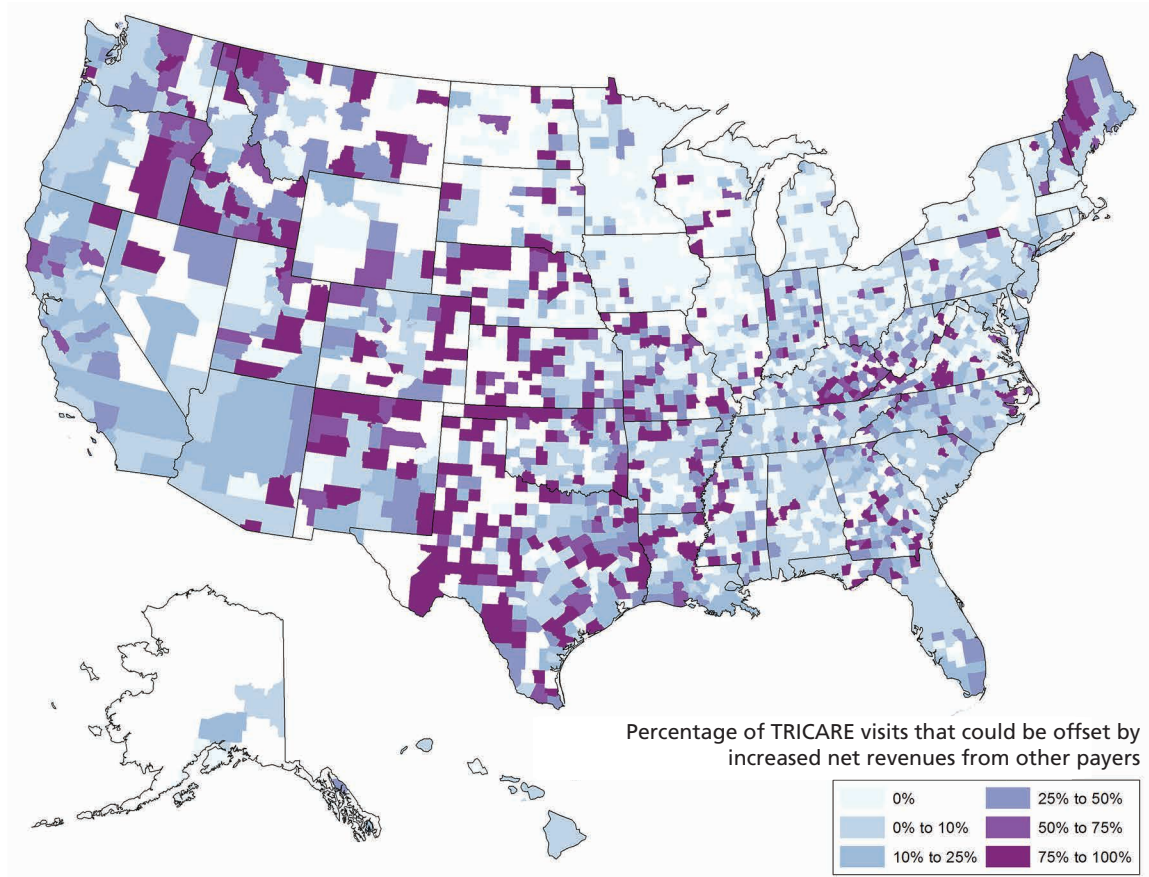 Percentage of TRICARE visits that could be offset by
increased net revenues from other payers
0%
0% to 10%
10% to 25%
25% to 50%
50% to 75%
75% to 100%